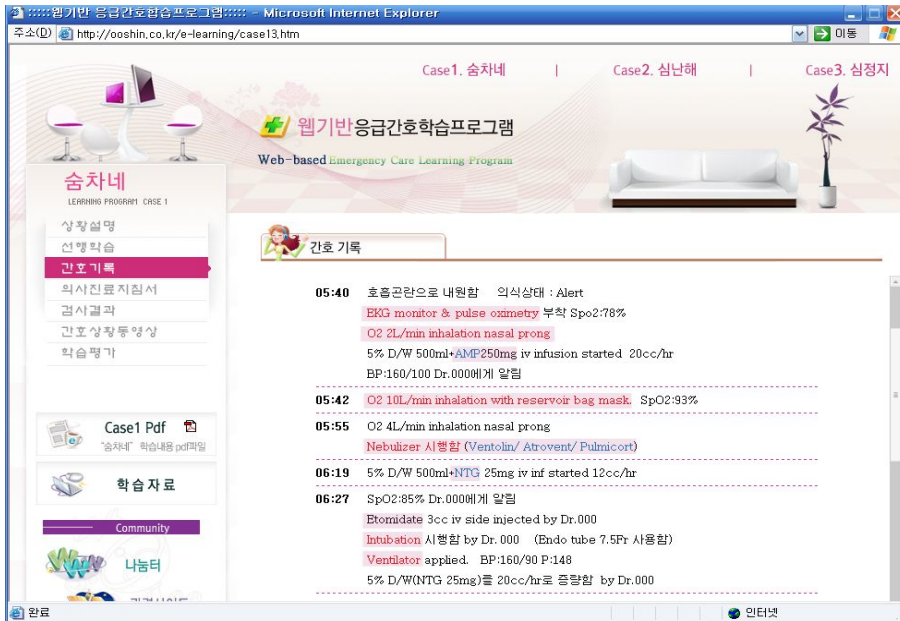 :::::웹기반 응급간호합습프로그램::::: - Microsoft Internet Explorer
주소(D) http://ooshin.co.kr/e-learning/case13.htm 이동
Case1. 숨차네 | Case2. 심난해 | Case3. 심정지
웹기반응급간호학습프로그램
Web-based Emergency Care Learning Program
숨차네
LEARNING PROGRAM CASE 1
상황설명
선행학습
간호기록
의사진료지침서
검사결과
간호상황동영상
학습평가
Case1 Pdf
"숨차네" 학습내용 pdf파일
학습자료
Community
나눔터
간호 기록
05:40 호흡곤란으로 내원함 의식상태 : Alert
EKG monitor & pulse oximetry 부착 Spo2:78%
O2 2L/min inhalation nasal prong
5% D/W 500ml+AMP250mg iv infusion started 20cc/hr
BP:160/100 Dr.000에게 알림
05:42 O2 10L/min inhalation with reservoir bag mask. SpO2:93%
05:55 O2 4L/min inhalation nasal prong
Nebulizer 시행함 (Ventolin/ Atrovent/ Pulmicort)
06:19 5% D/W 500ml+NTG 25mg iv inf started 12cc/hr
06:27 SpO2:85% Dr.000에게 알림
Etomidate 3cc iv side injected by Dr.000
Intubation 시행함 by Dr. 000 (Endo tube 7.5Fr 사용함)
Ventilator applied. BP:160/90 P:148
5% D/W(NTG 25mg)를 20cc/hr로 증량함 by Dr.000
완료 인터넷